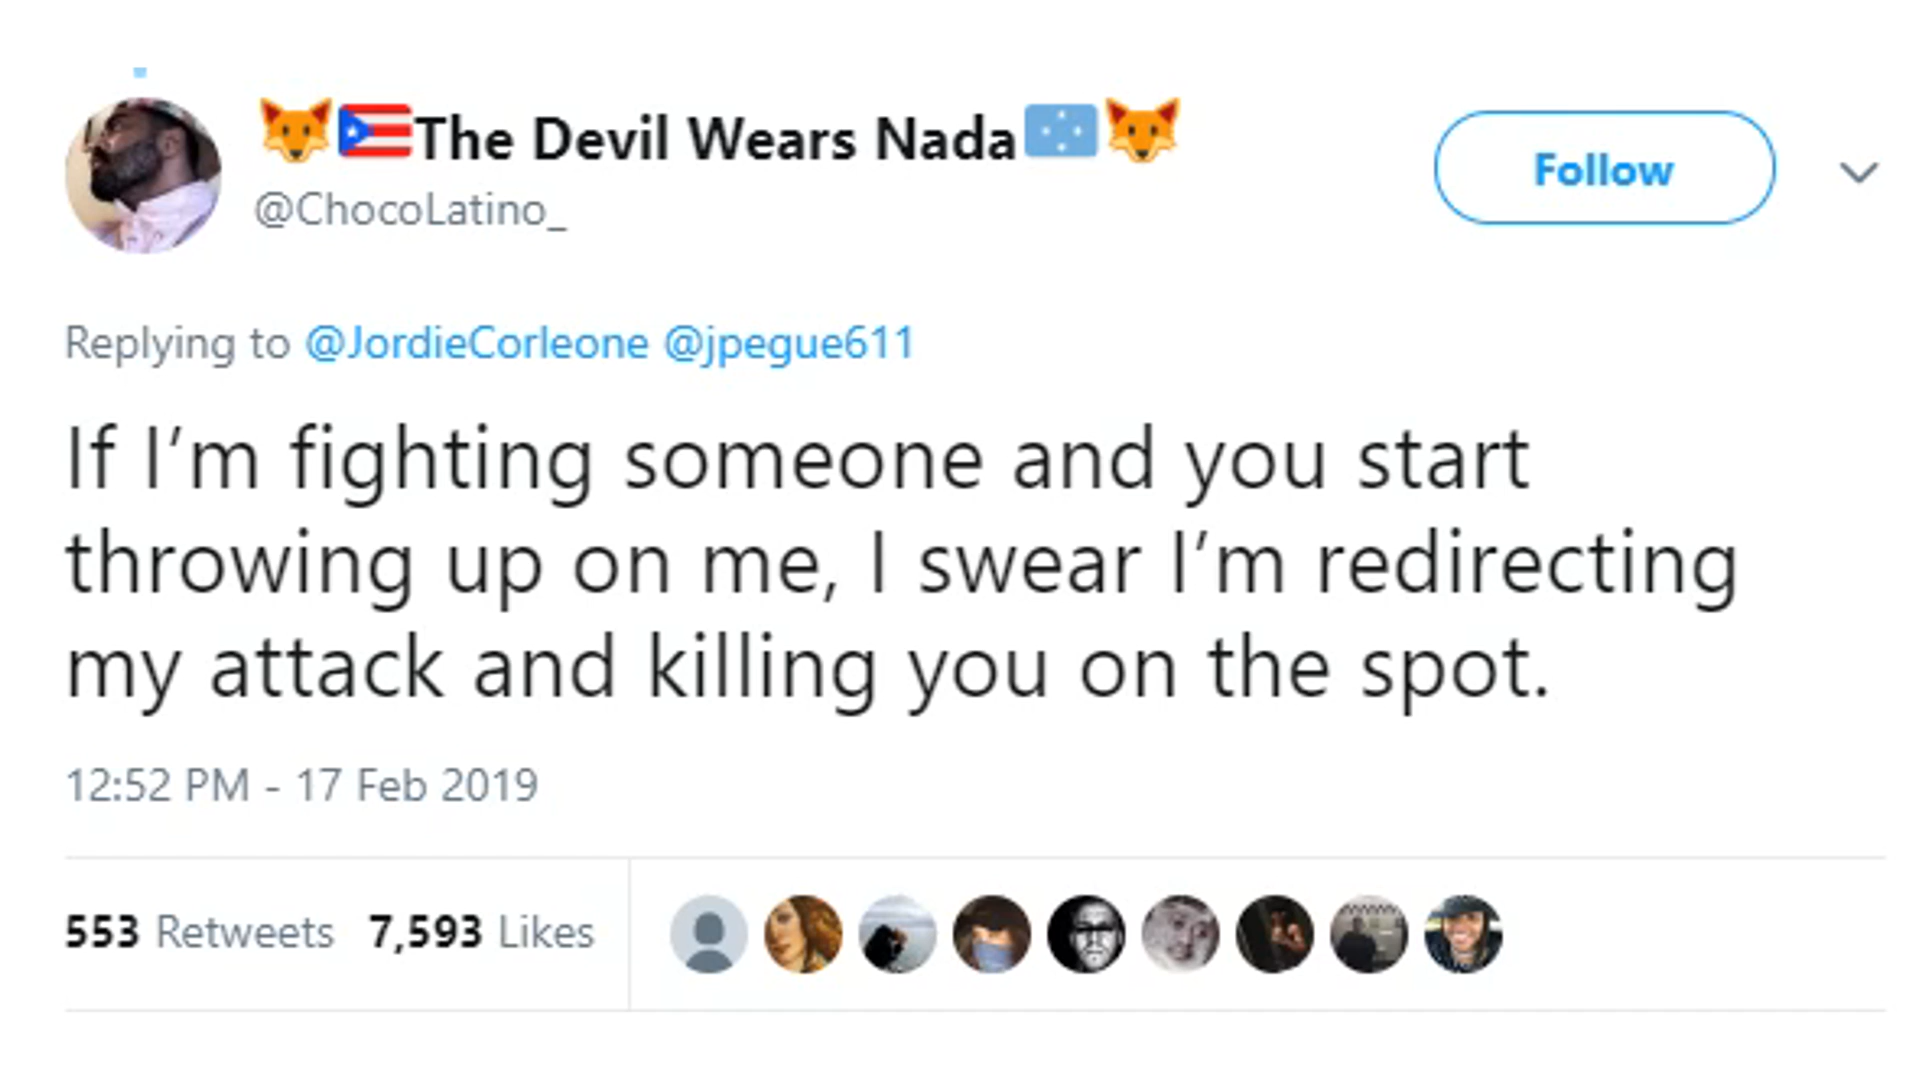 The Devil Wears Nada
@ChocoLatino_
Follow
Replying to @JordieCorleone @jpegue611
If I’m fighting someone and you start
throwing up on me, I swear I’m redirecting
my attack and killing you on the spot.
12:52 PM - 17 Feb 2019
553 Retweets 7,593 Likes